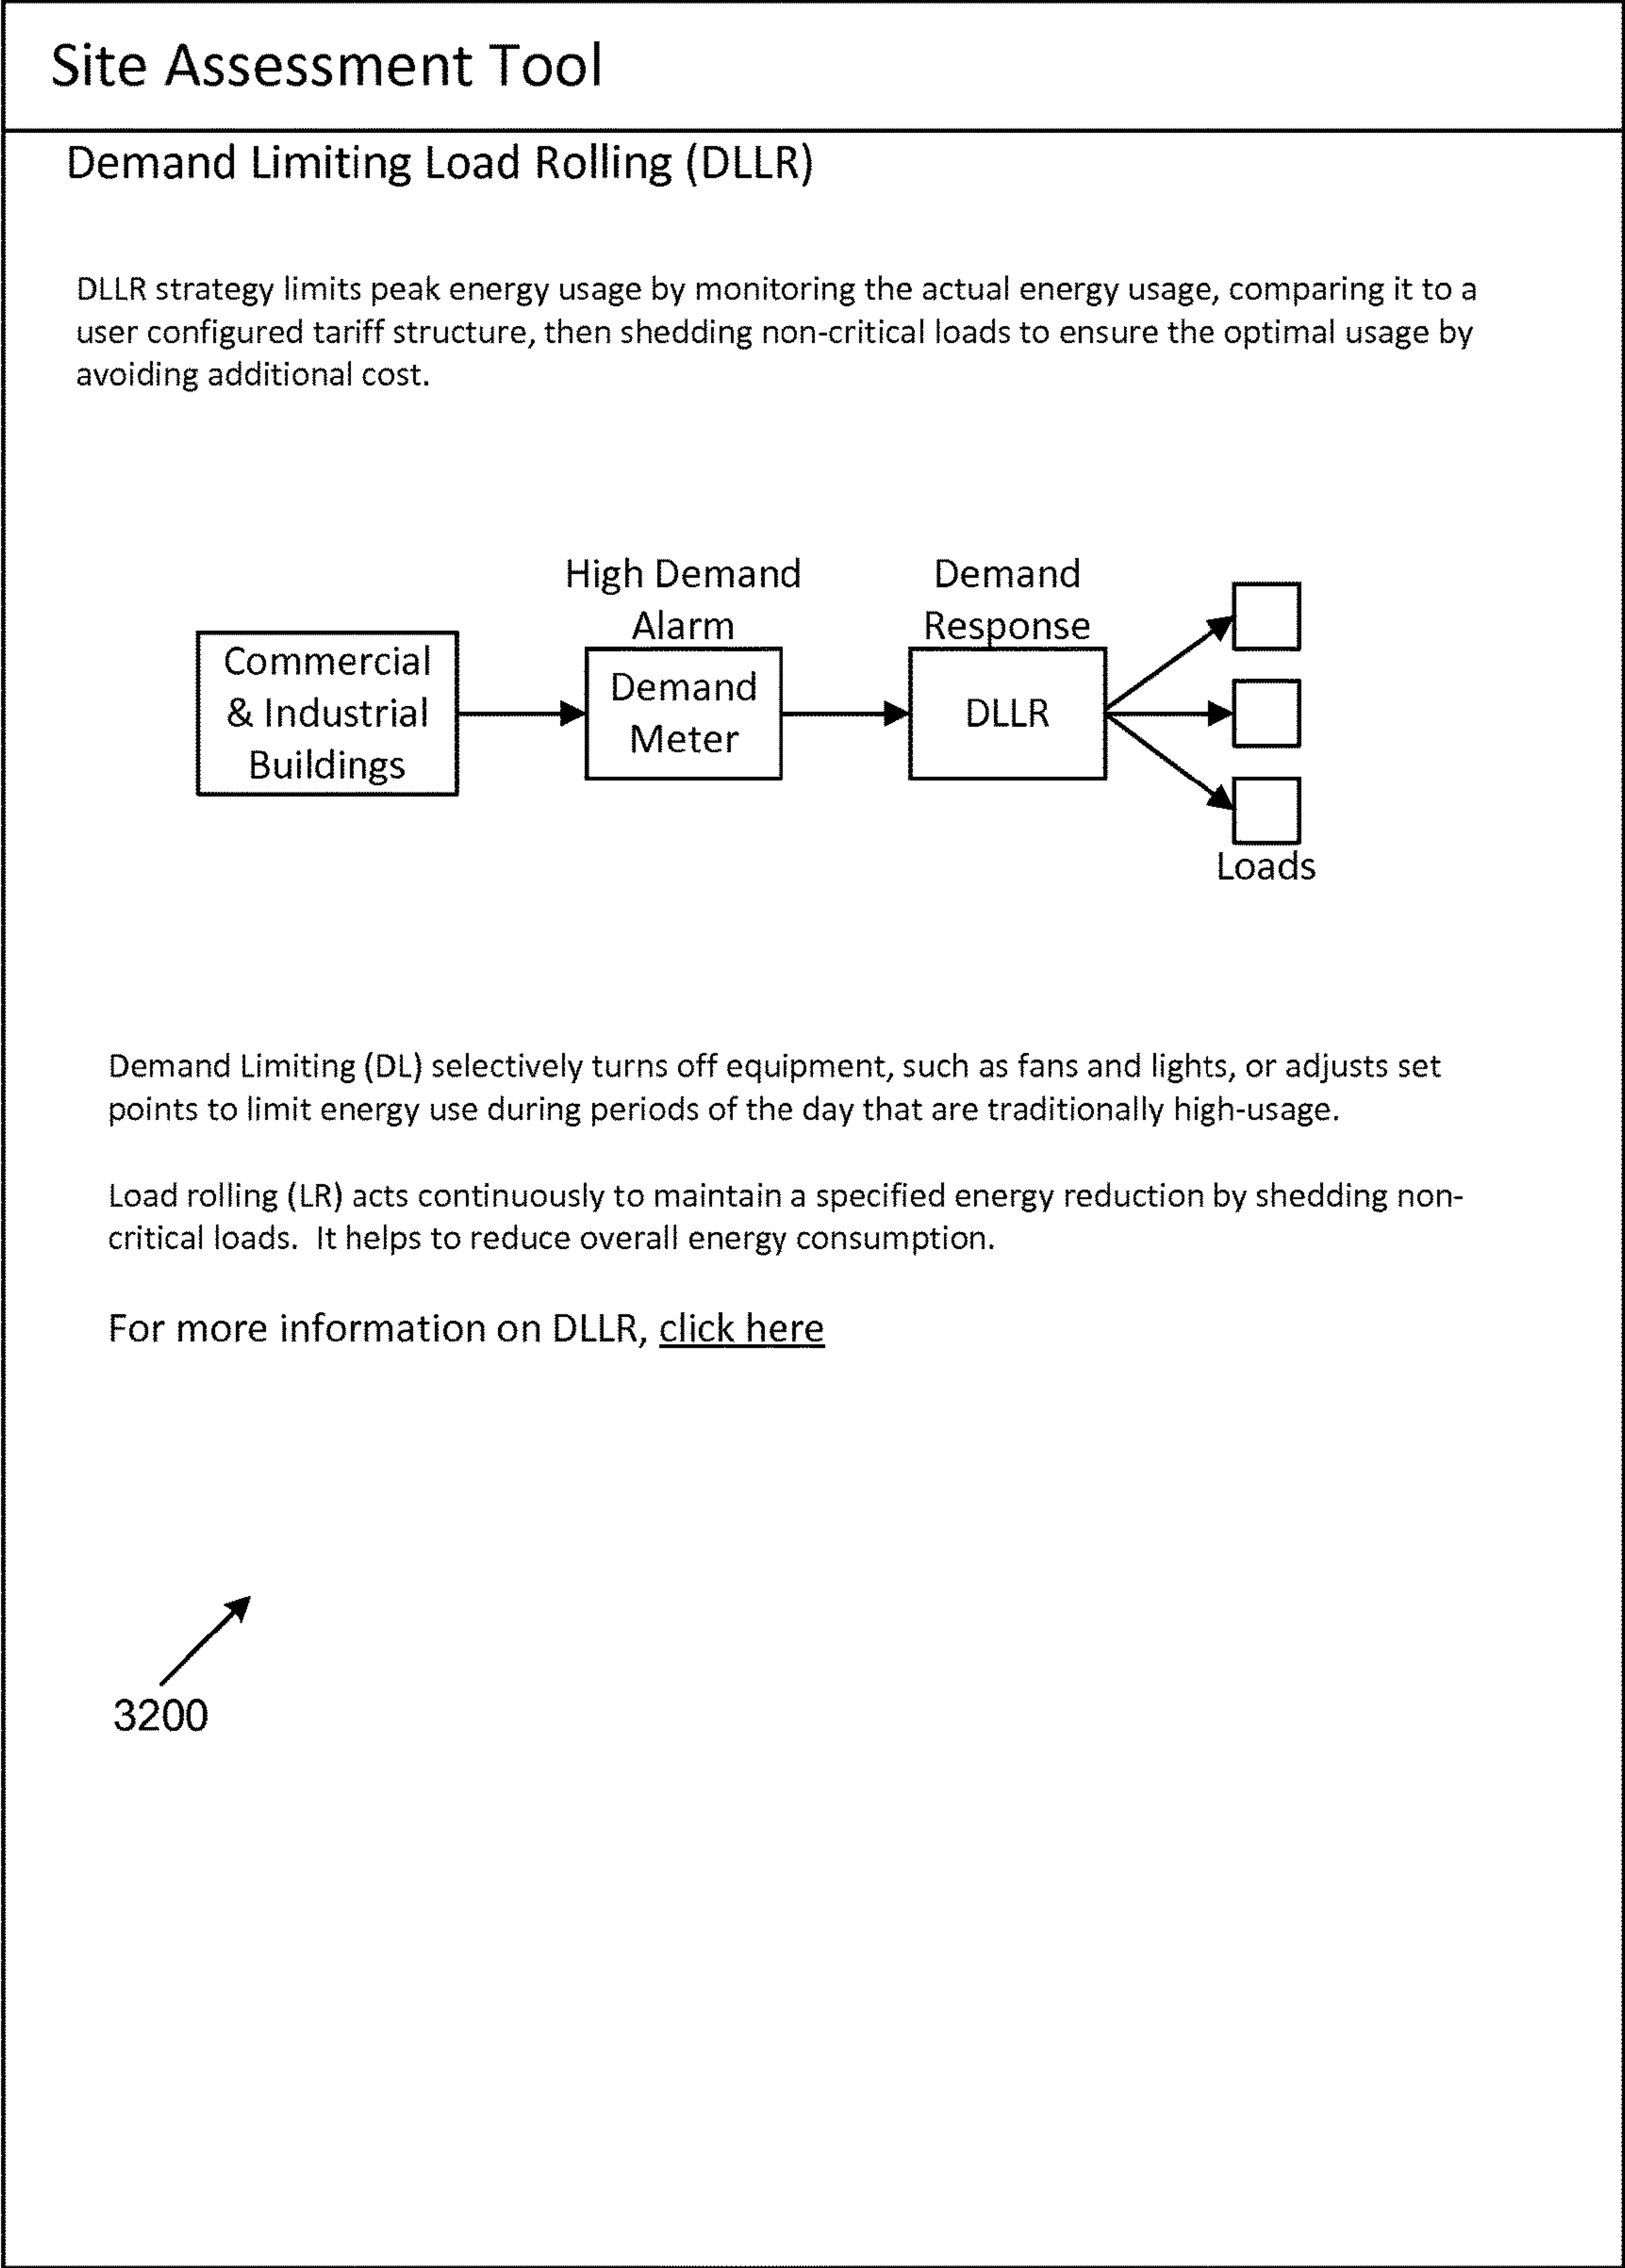 Site Assessment Tool
Demand Limiting Load Rolling (DLLR)
DLLR strategy limits peak energy usage by monitoring the actual energy usage, comparing it to a
user configured tariff structure, then shedding non-critical loads to ensure the optimal usage by
avoiding additional cost.
High Demand
Alarm
Demand
Response
Commercial
& Industrial
Buildings
Demand
Meter
DLLR
Loads
Demand Limiting (DL) selectively turns off equipment, such as fans and lights, or adjusts set
points to limit energy use during periods of the day that are traditionally high-usage.
Load rolling (LR) acts continuously to maintain a specified energy reduction by shedding non-
critical loads.  It helps to reduce overall energy consumption.
For more information on DLLR, click here
3200